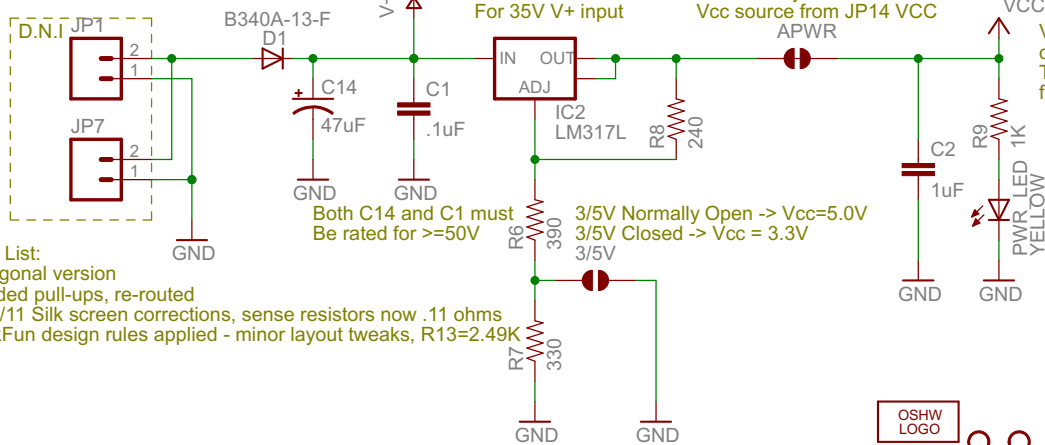 For 35V V+ input
Vcc source from JP14 VCC
VCC
D.N.I
JP1
2
1
JP7
2
1
GND
B340A-13-F
D1
V-
C14
47uF
GND
C1
.1uF
GND
IN
OUT
ADJ
IC2
LM317L
R8
240
APWR
C2
1uF
GND
R9
1K
PWR_LED
YELLOW
GND
Both C14 and C1 must
Be rated for >=50V
R6
390
3/5V Normally Open -> Vcc=5.0V
3/5V Closed -> Vcc = 3.3V
3/5V
R7
330
GND
GND
List:
gonal version
ded pull-ups, re-routed
/11 Silk screen corrections, sense resistors now .11 ohms
Fun design rules applied - minor layout tweaks, R13=2.49K
OSHW
LOGO